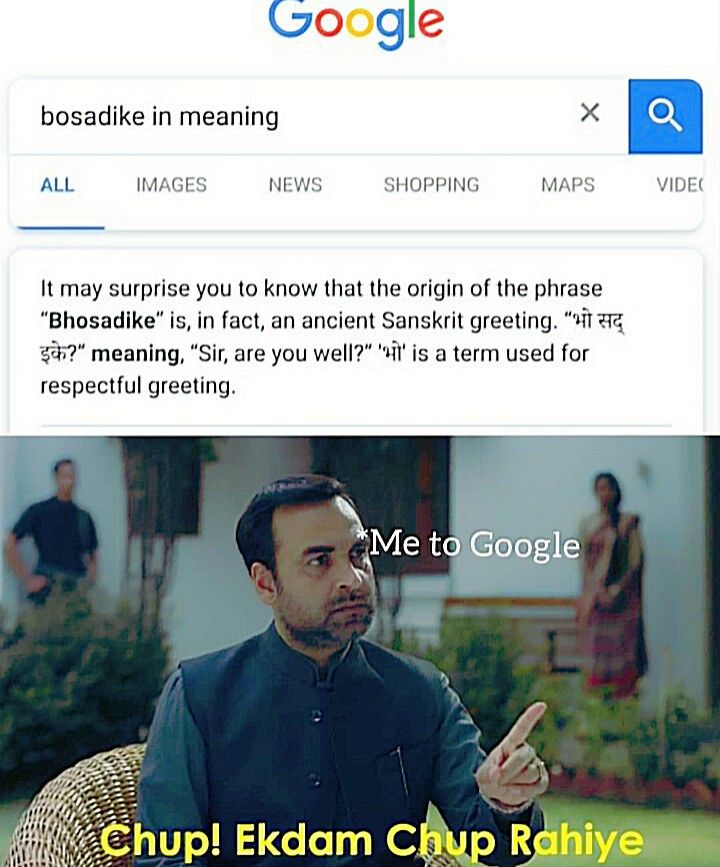 Google
bosadike in meaning
ALL IMAGES NEWS SHOPPING MAPS VIDEO
It may surprise you to know that the origin of the phrase
“Bhosadike” is, in fact, an ancient Sanskrit greeting. “भो सद्
इके?” meaning, “Sir, are you well?” 'भो' is a term used for
respectful greeting.
*Me to Google
Chup! Ekdam Chup Rahiye